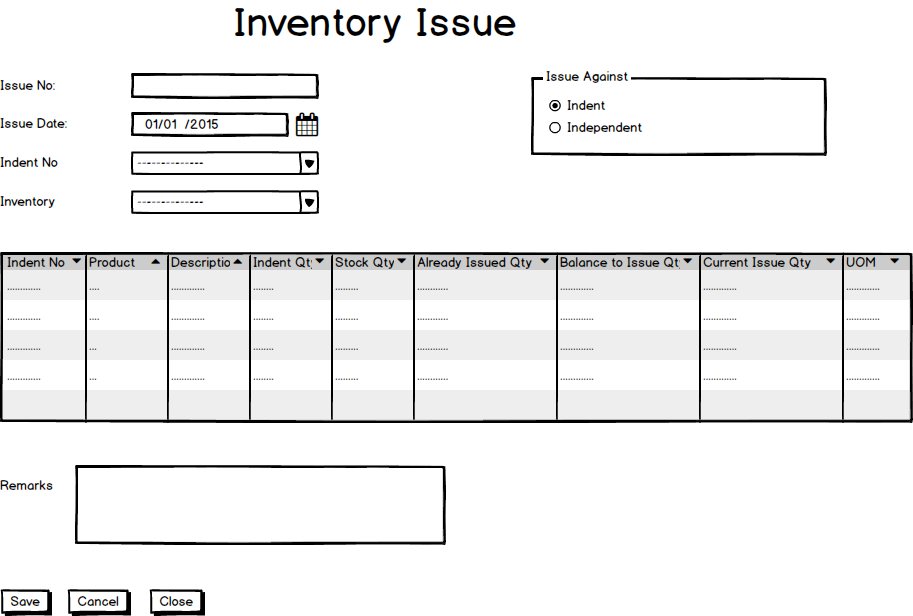 Inventory Issue
Issue No:
Issue Against
Indent
Issue Date: 01/01 /2015
Independent
Indent No --------------
Inventory --------------
Indent No Product Descriptio Indent Qty Stock Qty Already Issued Qty Balance to Issue Qty Current Issue Qty UOM
............. .... ............. ........ ......... ............ ............. ............. .............
............. .... ............. ........ ......... ............ ............. ............. .............
............. ... ............. ........ ......... ............ ............. ............. .............
............. ... ............. ........ ......... ............ ............. ............. .............
Remarks
Save Cancel Close